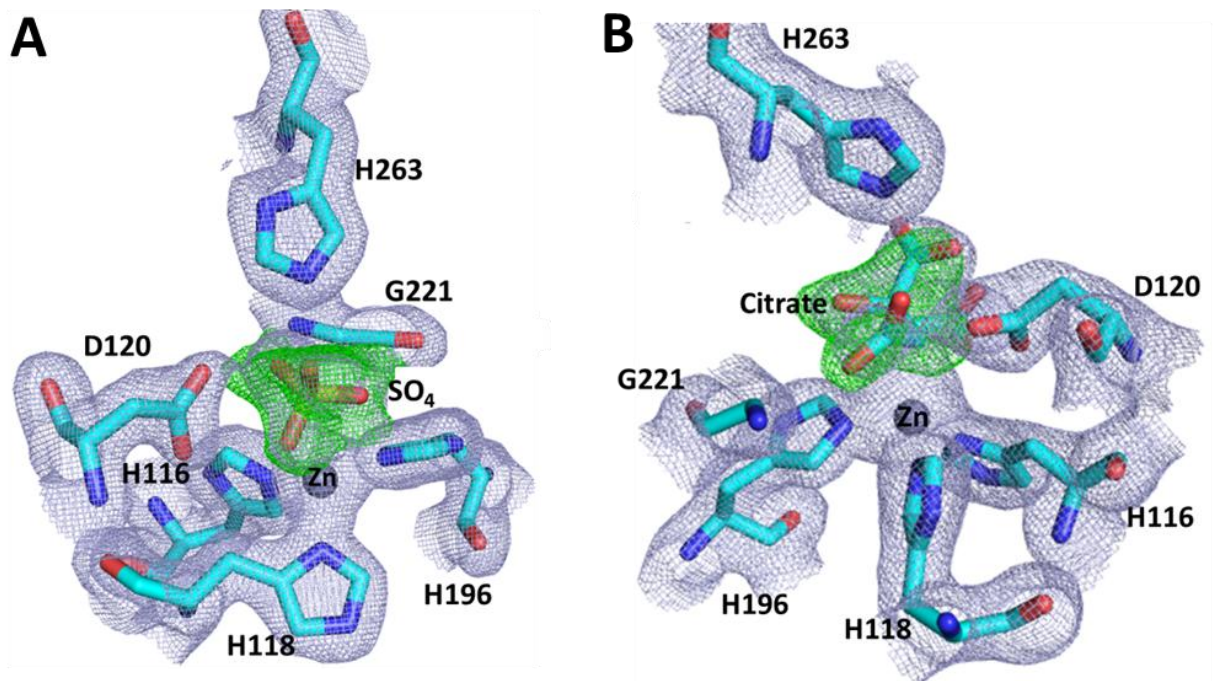 A
H263
G221
D120
SO4
H116
Zn
H196
H118
B
H263
Citrate
D120
G221
Zn
H116
H196
H118